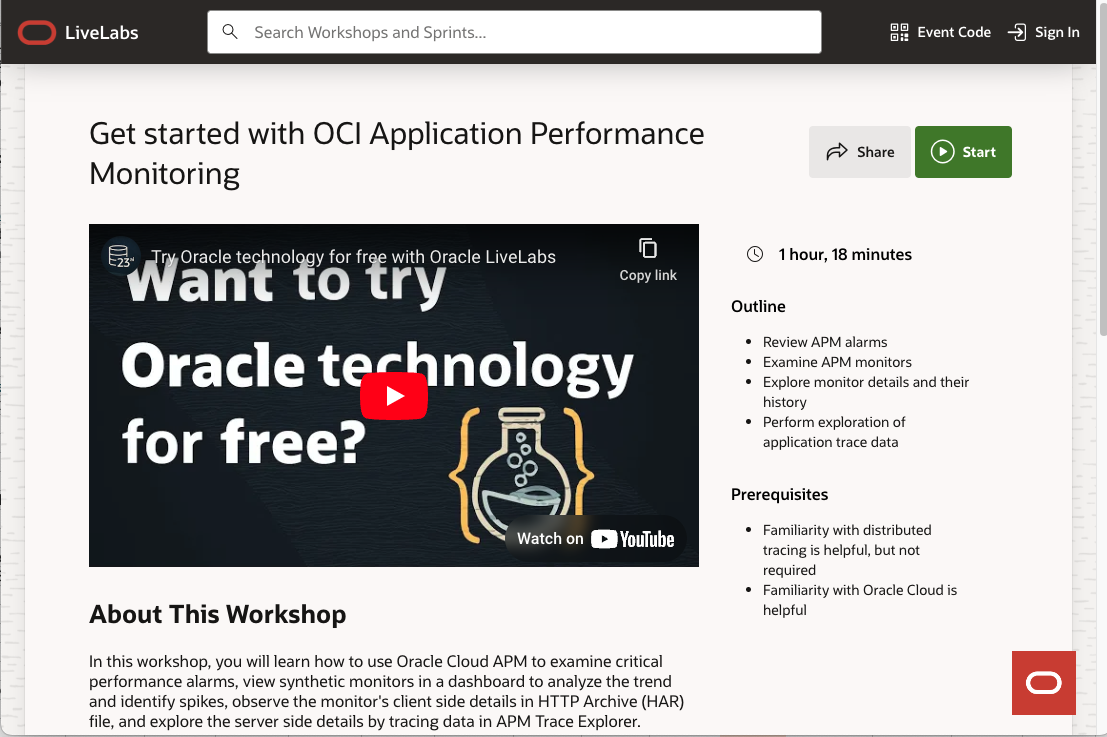 LiveLabs
Search Workshops and Sprints...
Event Code
Sign In
Get started with OCI Application Performance
Monitoring
Share
Start
23ai
Try Oracle technology for free with Oracle LiveLabs
Copy link
Want to try
Oracle technology
for free?
Watch on YouTube
1 hour, 18 minutes
Outline
Review APM alarms
Examine APM monitors
Explore monitor details and their
history
Perform exploration of
application trace data
Prerequisites
Familiarity with distributed
tracing is helpful, but not
required
Familiarity with Oracle Cloud is
helpful
About This Workshop
In this workshop, you will learn how to use Oracle Cloud APM to examine critical
performance alarms, view synthetic monitors in a dashboard to analyze the trend
and identify spikes, observe the monitor's client side details in HTTP Archive (HAR)
file, and explore the server side details by tracing data in APM Trace Explorer.